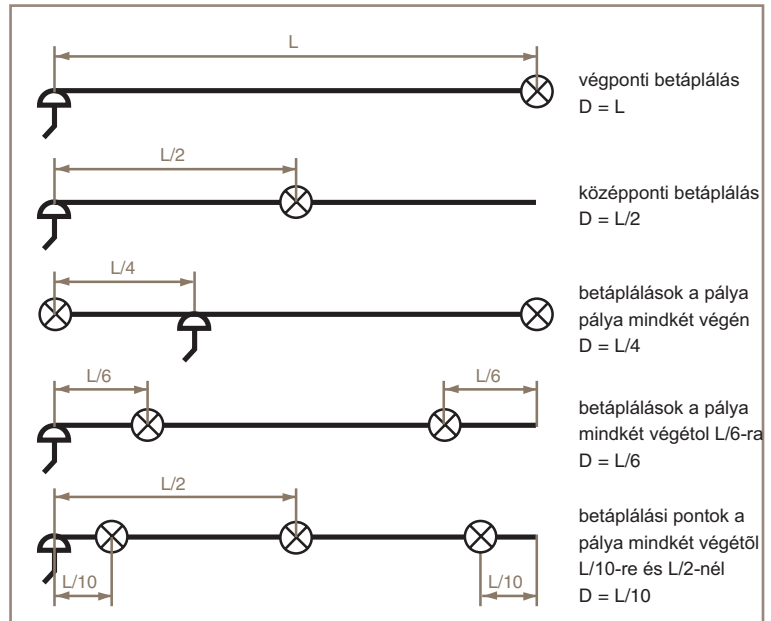 L
végponti betáplálás
D = L
L/2
középponti betáplálás
D = L/2
L/4
betáplálások a pálya
pálya mindkét végén
D = L/4
L/6
L/6
betáplálások a pálya
mindkét végétol L/6-ra
D = L/6
L/2
betáplálási pontok a
pálya mindkét végétõl
L/10-re és L/2-nél
D = L/10
L/10
L/10